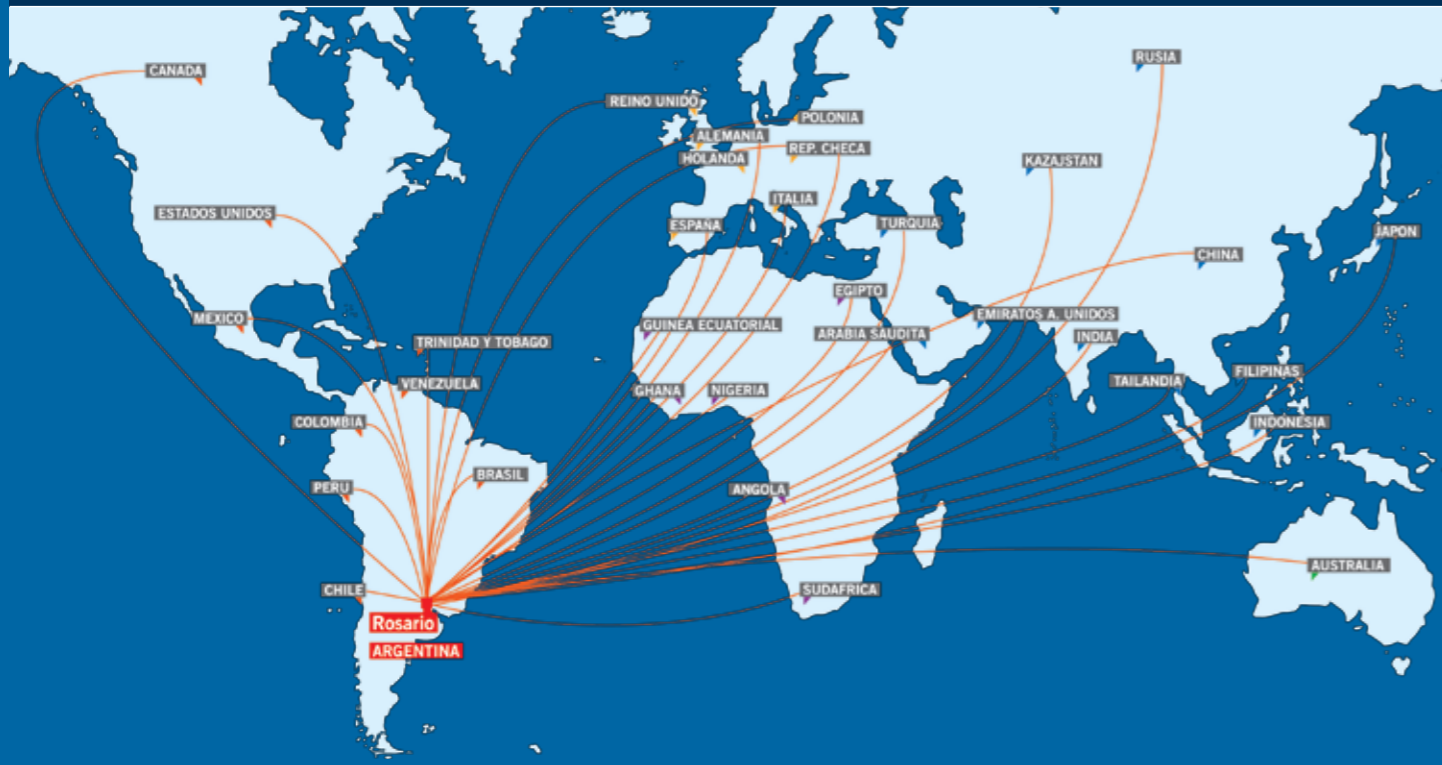 RUSIA
CANADA
REINO UNIDO
POLONIA
ALEMANIA
REP. CHECA
HOLANDA
KAZAJSTAN
ITALIA
ESTADOS UNIDOS
ESPAÑA
TURQUIA
JAPON
CHINA
EGIPTO
EMIRATOS A. UNIDOS
MEXICO
GUINEA ECUATORIAL
ARABIA SAUDITA
INDIA
TRINIDAD Y TOBAGO
FILIPINAS
TAILANDIA
VENEZUELA
GHANA
NIGERIA
COLOMBIA
INDONESIA
BRASIL
PERU
ANGOLA
AUSTRALIA
CHILE
SUDAFRICA
Rosario
ARGENTINA